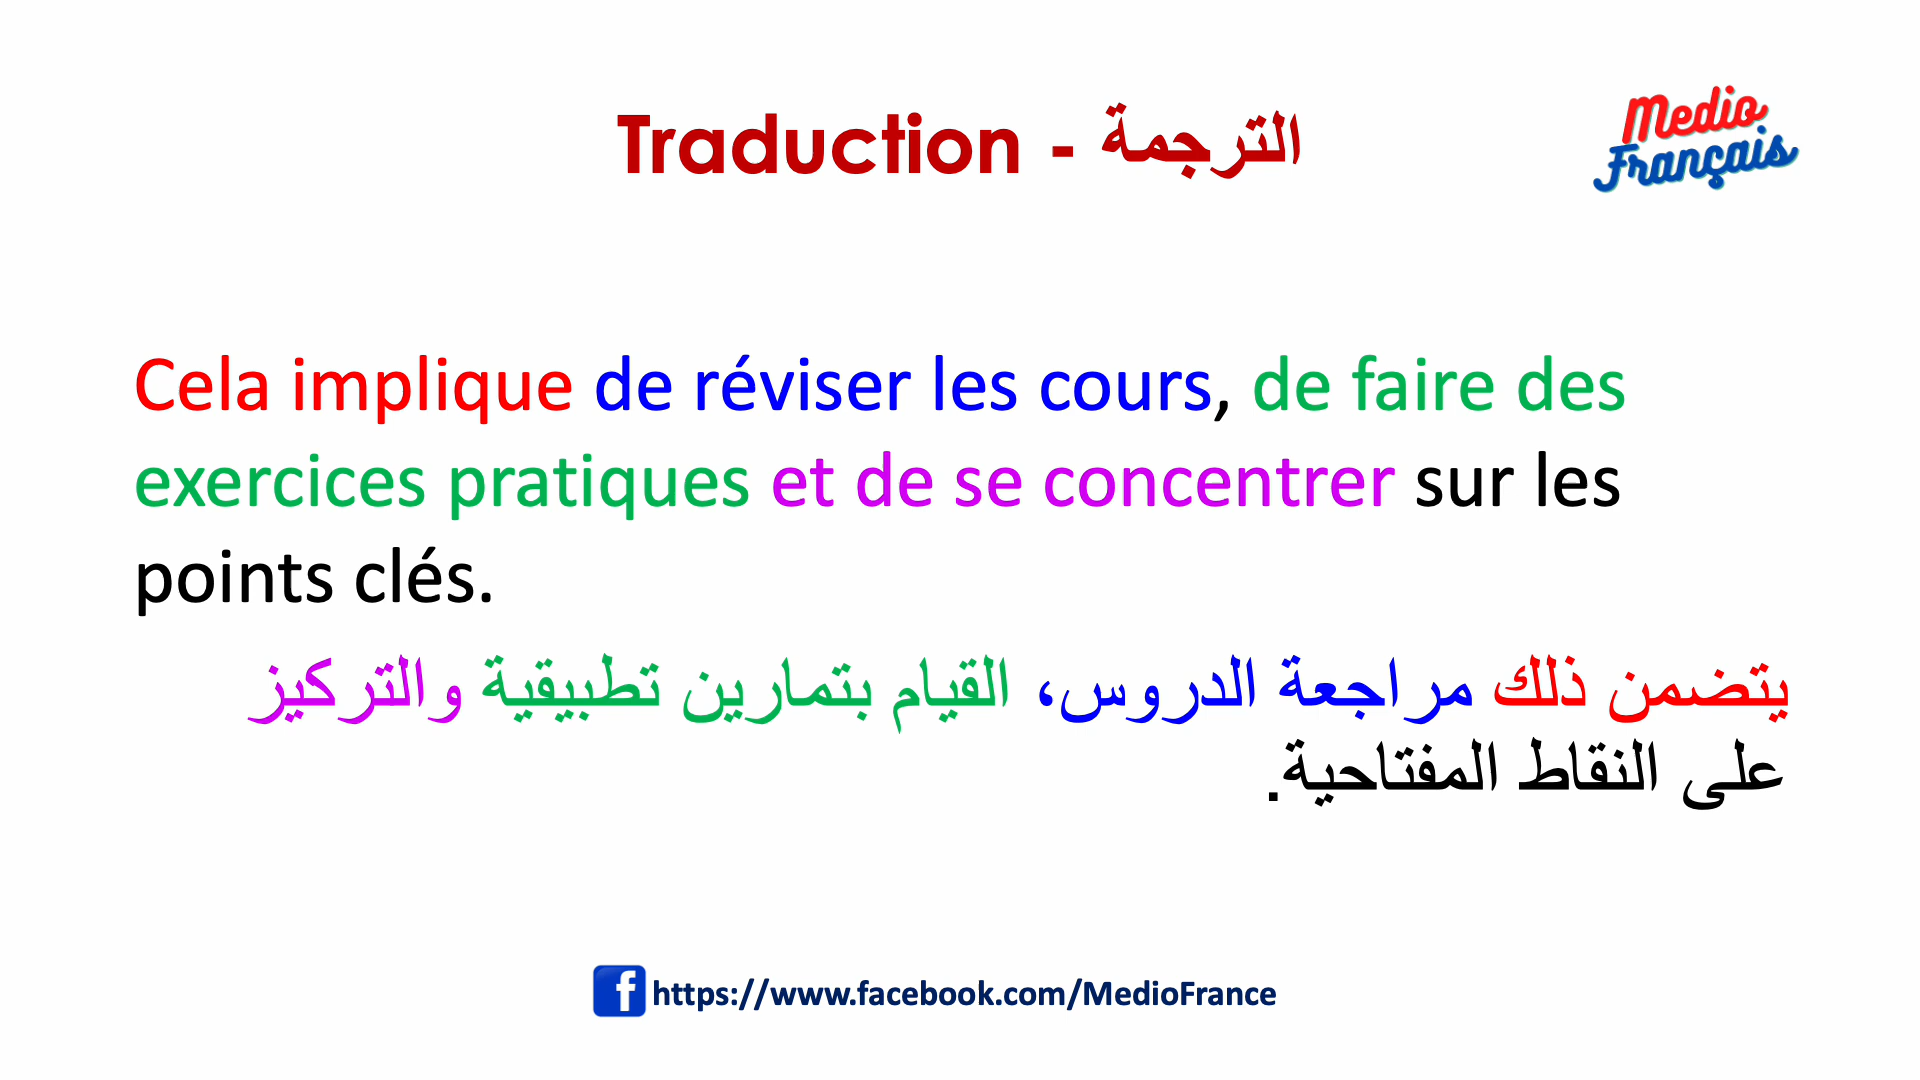 Traduction - الترجمة
Medio
Français
Cela implique de réviser les cours, de faire des
exercices pratiques et de se concentrer sur les
points clés.
يتضمن ذلك مراجعة الدروس، القيام بتمارين تطبيقية والتركيز
على النقاط المفتاحية.
https://www.facebook.com/MedioFrance